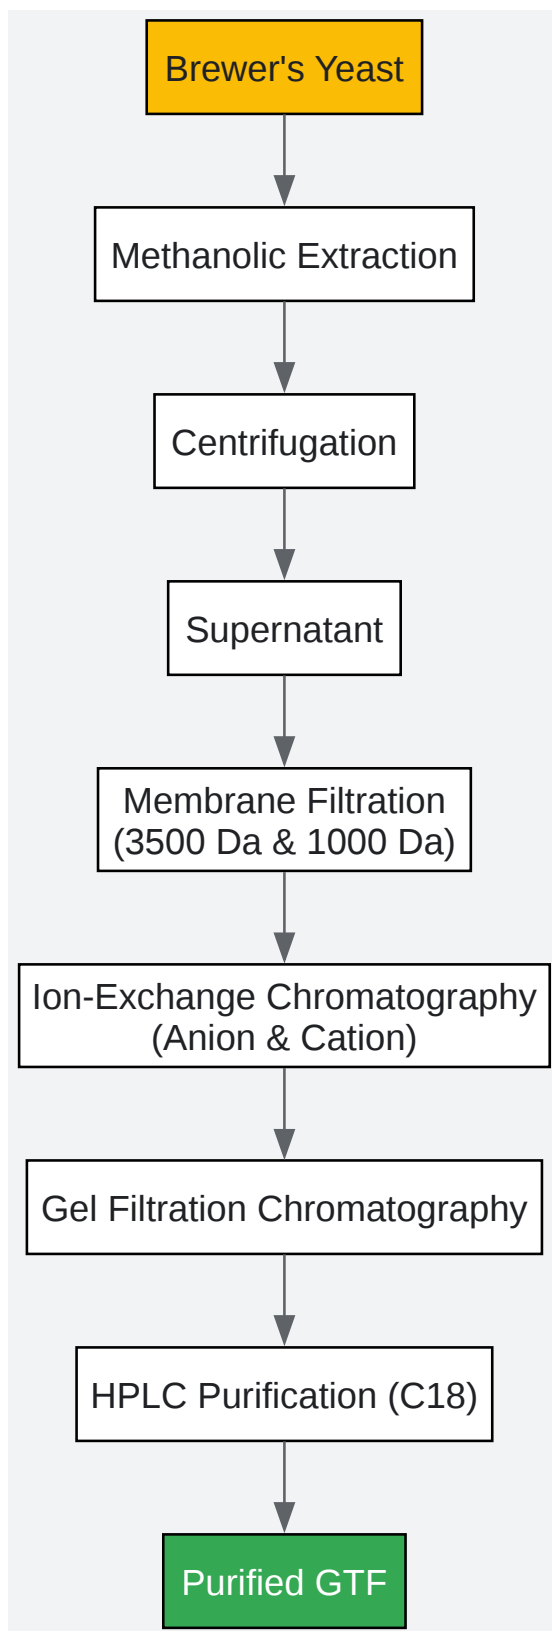 Brewer's Yeast
Methanolic Extraction
Centrifugation
Supernatant
Membrane Filtration
(3500 Da & 1000 Da)
Ion-Exchange Chromatography
(Anion & Cation)
Gel Filtration Chromatography
HPLC Purification (C18)
Purified GTF